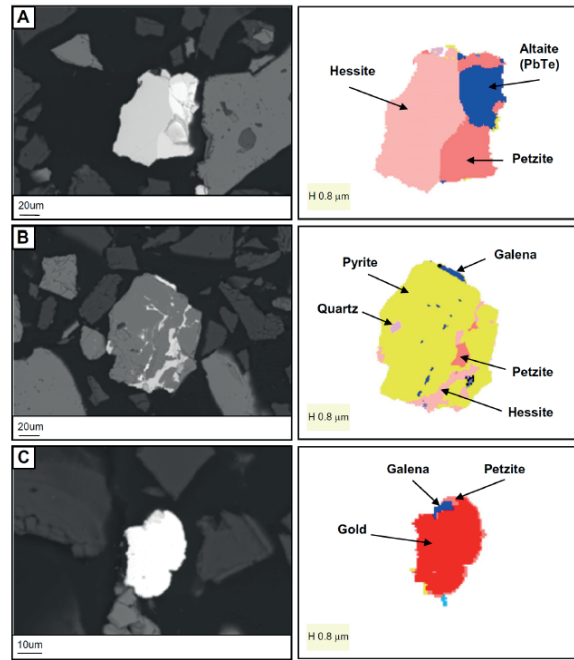 A
20um
Hessite
Altaite
(PbTe)
Petzite
H 0.8 μm
B
20um
Pyrite
Galena
Quartz
Petzite
Hessite
H 0.8 μm
C
10um
Galena
Petzite
Gold
H 0.8 μm